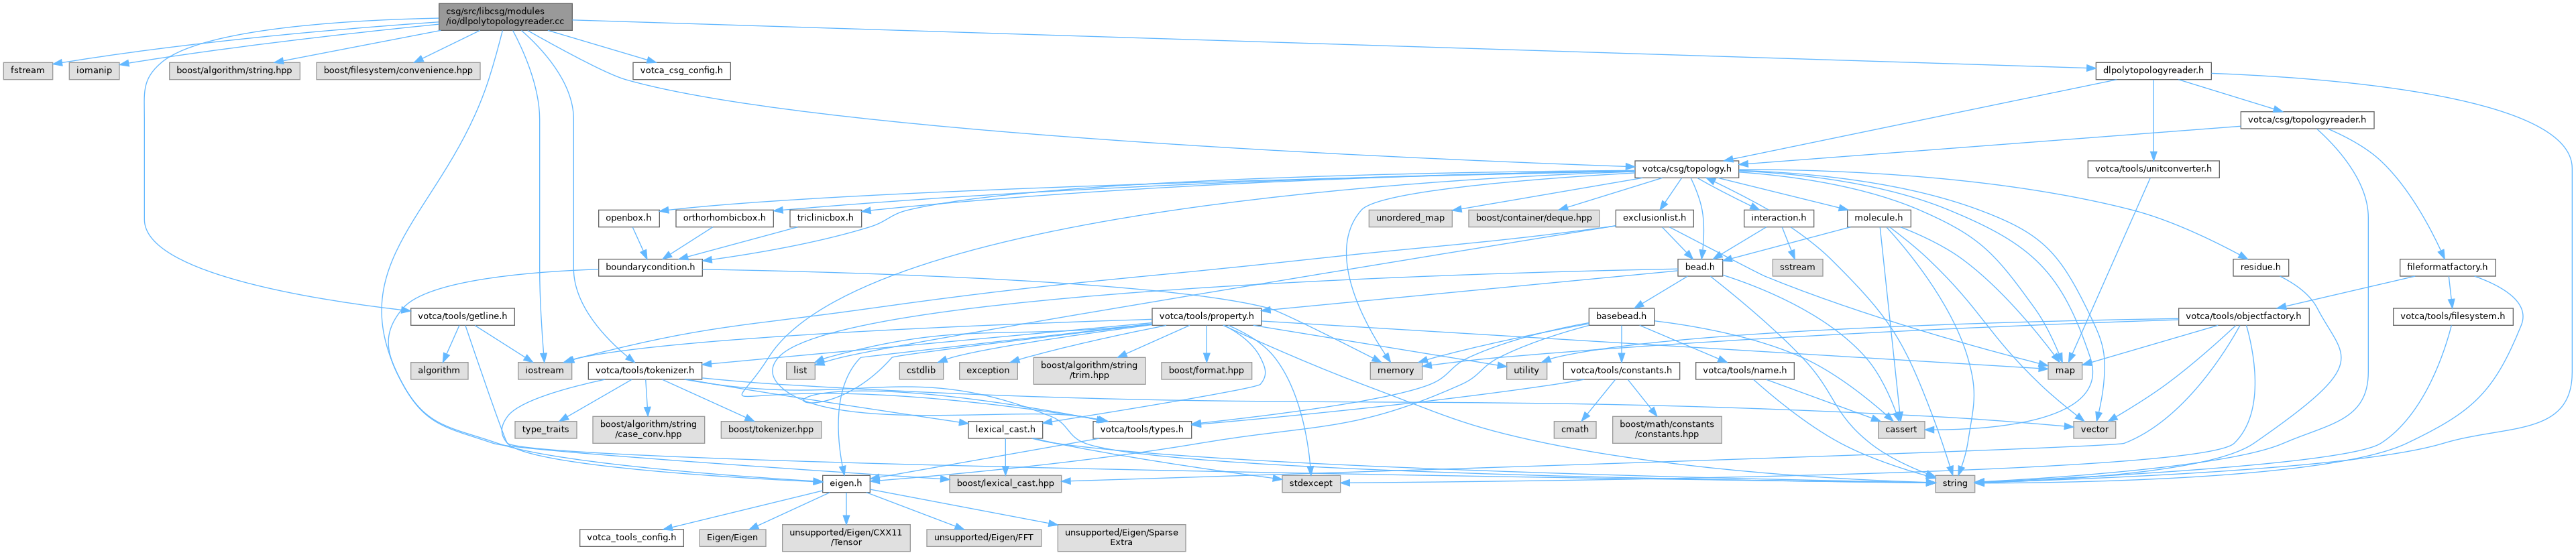 csg/src/libcsg/modules
/io/dlpolytopologyreader.cc
fstream
iomanip
boost/algorithm/string.hpp
boost/filesystem/convenience.hpp
votca_csg_config.h
dlpolytopologyreader.h
votca/csg/topologyreader.h
votca/csg/topology.h
votca/tools/unitconverter.h
openbox.h
orthorhombicbox.h
triclinicbox.h
unordered_map
boost/container/deque.hpp
exclusionlist.h
interaction.h
molecule.h
boundarycondition.h
bead.h
sstream
residue.h
fileformatfactory.h
votca/tools/getline.h
votca/tools/property.h
basebead.h
votca/tools/objectfactory.h
votca/tools/filesystem.h
algorithm
iostream
votca/tools/tokenizer.h
list
cstdlib
exception
boost/algorithm/string
/trim.hpp
boost/format.hpp
memory
utility
votca/tools/constants.h
votca/tools/name.h
map
type_traits
boost/algorithm/string
/case_conv.hpp
boost/tokenizer.hpp
lexical_cast.h
votca/tools/types.h
cmath
boost/math/constants
/constants.hpp
cassert
vector
eigen.h
boost/lexical_cast.hpp
stdexcept
string
votca_tools_config.h
Eigen/Eigen
unsupported/Eigen/CXX11
/Tensor
unsupported/Eigen/FFT
unsupported/Eigen/Sparse
Extra